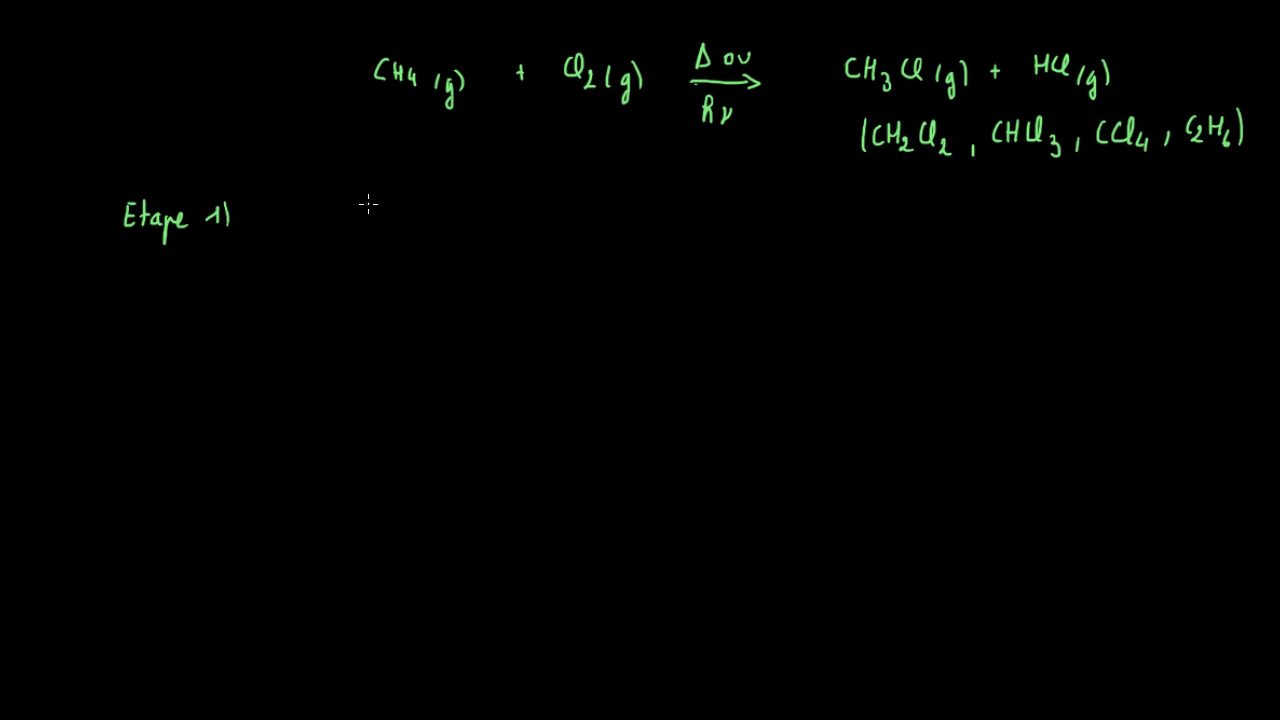 CH4 (g) + Cl2 (g) Δ ou hν → CH3Cl (g) + HCl (g)
(CH2Cl2, CHCl3, CCl4, C2H6)
Etape 1)